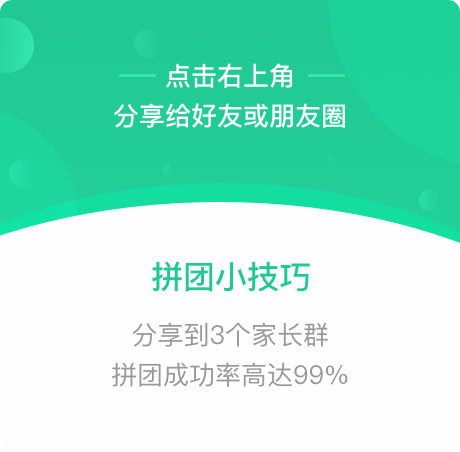 点击右上角
分享给好友或朋友圈
拼团小技巧
分享到3个家长群
拼团成功率高达99%